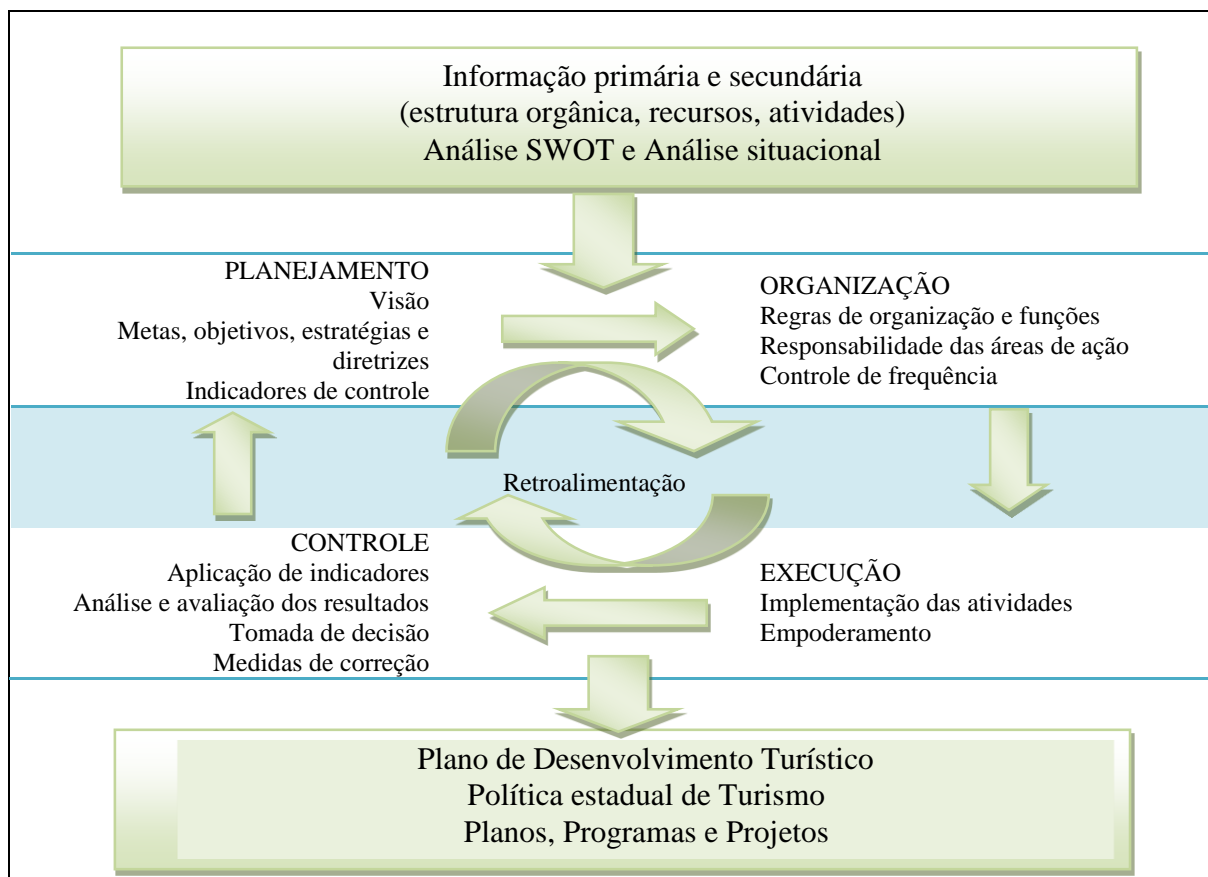 Informação primária e secundária
(estrutura orgânica, recursos, atividades)
Análise SWOT e Análise situacional
PLANEJAMENTO
Visão
Metas, objetivos, estratégias e
diretrizes
Indicadores de controle
ORGANIZAÇÃO
Regras de organização e funções
Responsabilidade das áreas de ação
Controle de frequência
Retroalimentação
CONTROLE
Aplicação de indicadores
Análise e avaliação dos resultados
Tomada de decisão
Medidas de correção
EXECUÇÃO
Implementação das atividades
Empoderamento
Plano de Desenvolvimento Turístico
Política estadual de Turismo
Planos, Programas e Projetos